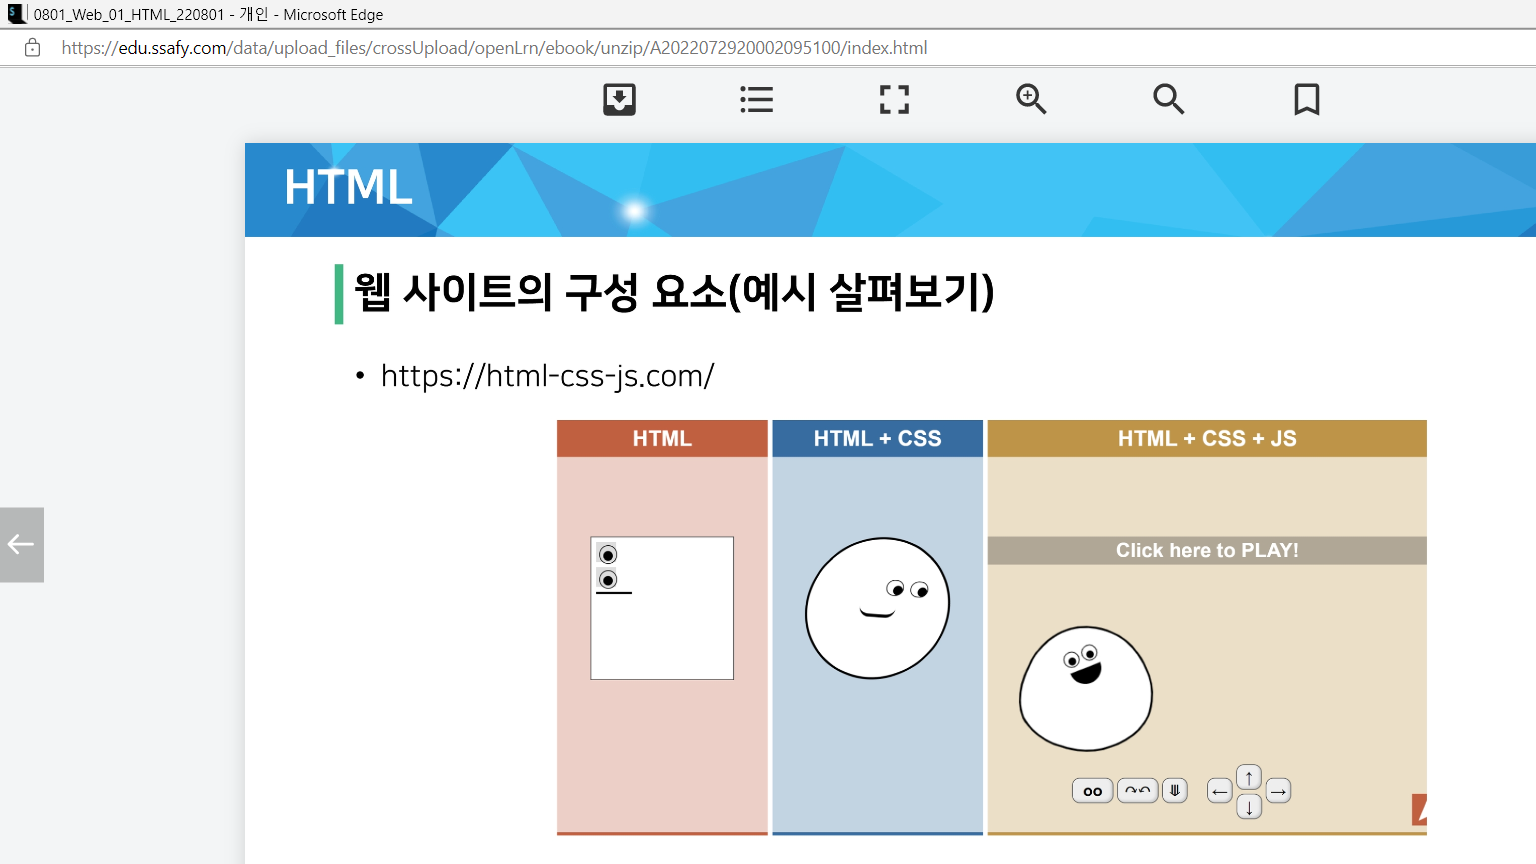 0801_Web_01_HTML_220801 - 개인 - Microsoft Edge
https://edu.ssafy.com/data/upload_files/crossUpload/openLrn/ebook/unzip/A2022072920002095100/index.html
HTML
웹 사이트의 구성 요소(예시 살펴보기)
• https://html-css-js.com/
HTML
HTML + CSS
HTML + CSS + JS
Click here to PLAY!
oo